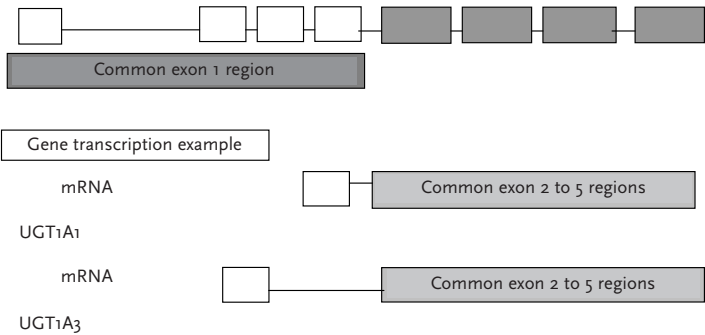 Common exon 1 region
Gene transcription example
mRNA
Common exon 2 to 5 regions
UGT1A1
mRNA
Common exon 2 to 5 regions
UGT1A3